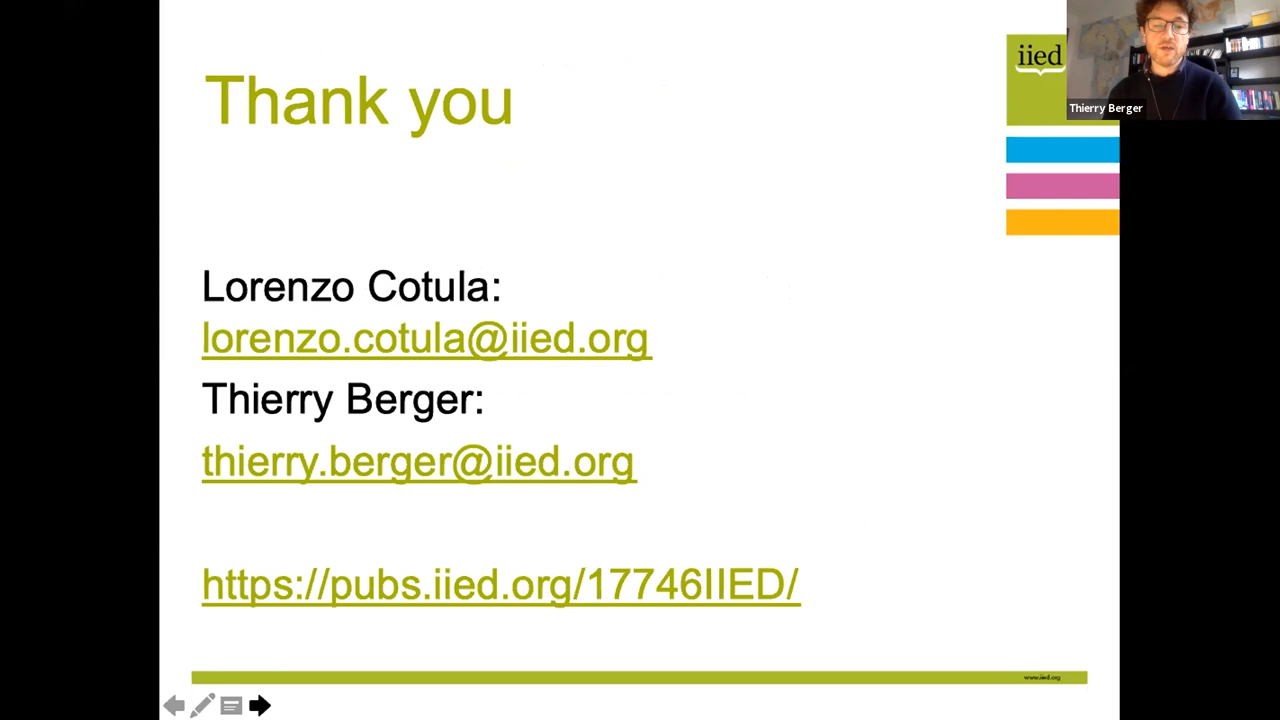 Thank you
iied
Thierry Berger
Lorenzo Cotula:
lorenzo.cotula@iied.org
Thierry Berger:
thierry.berger@iied.org
https://pubs.iied.org/17746IIED/
www.iied.org